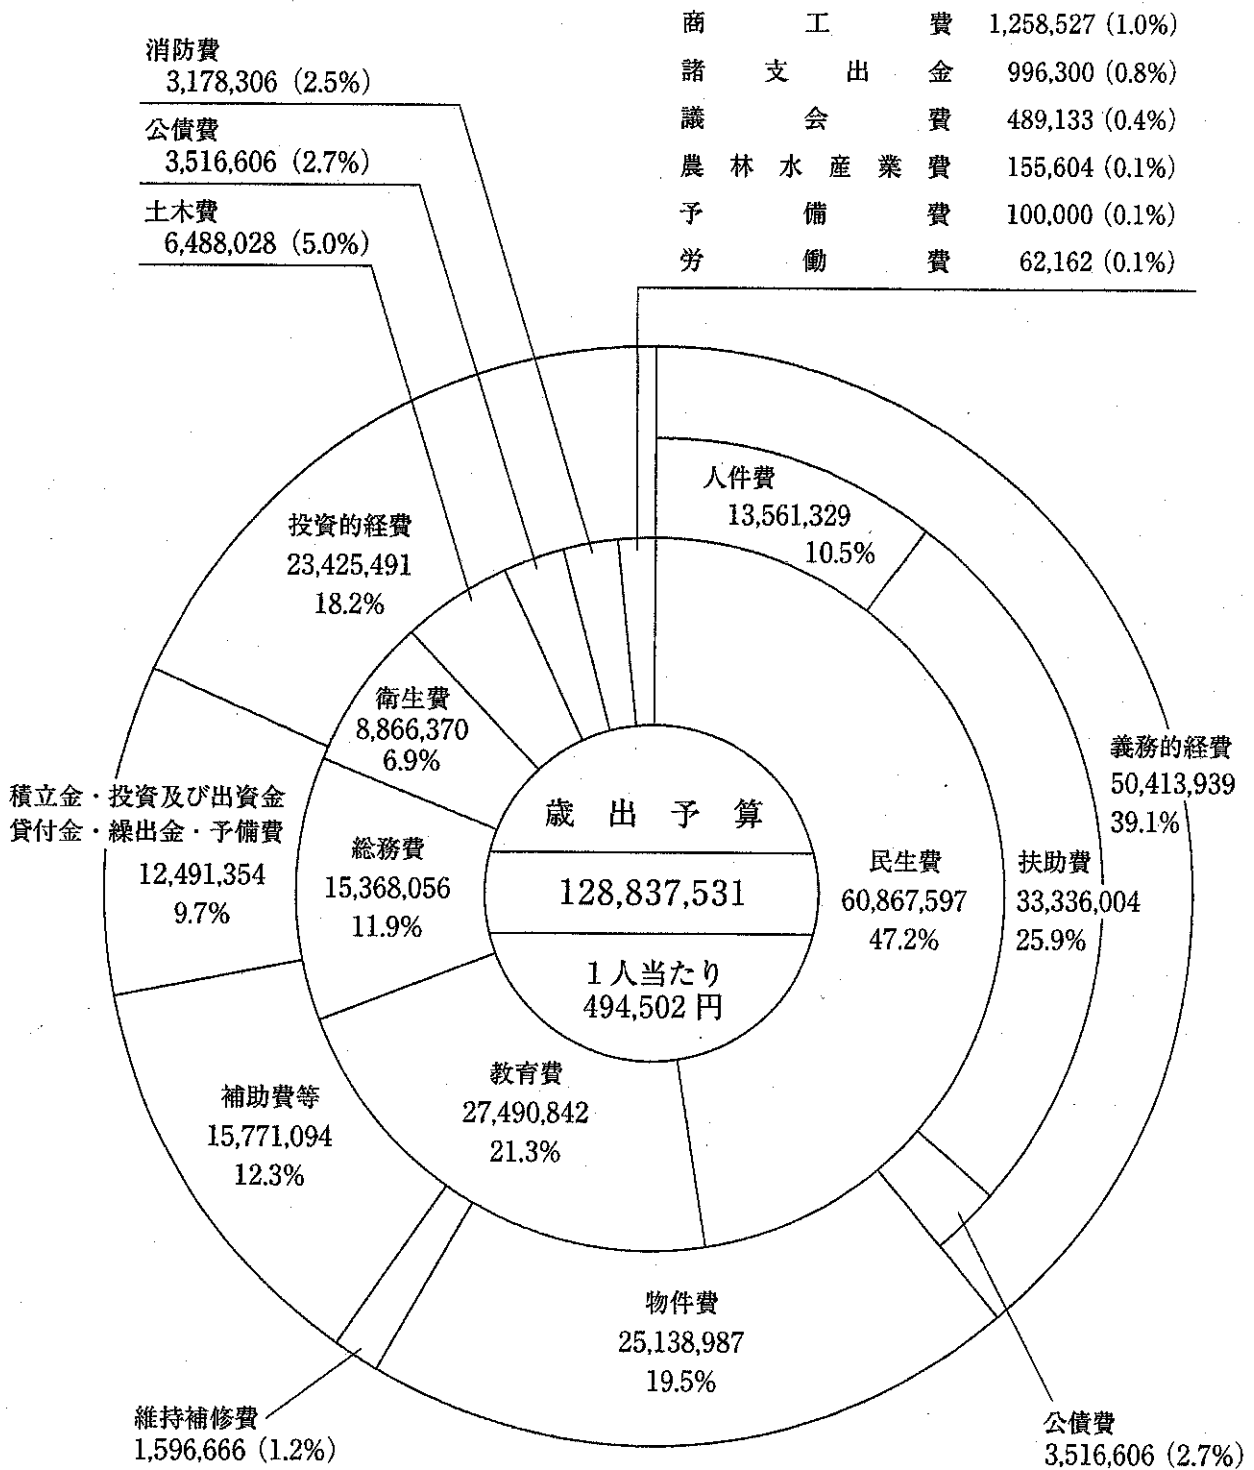 商工費 1,258,527 (1.0%)
諸支出金 996,300 (0.8%)
議会費 489,133 (0.4%)
農林水産業費 155,604 (0.1%)
予備費 100,000 (0.1%)
労働費 62,162 (0.1%)
消防費
3,178,306 (2.5%)
公債費
3,516,606 (2.7%)
土木費
6,488,028 (5.0%)
人件費
13,561,329
10.5%
投資的経費
23,425,491
18.2%
衛生費
8,866,370
6.9%
義務的経費
50,413,939
39.1%
積立金・投資及び出資金
貸付金・繰出金・予備費
12,491,354
9.7%
総務費
15,368,056
11.9%
歳出予算
128,837,531
1人当たり
494,502円
民生費
60,867,597
47.2%
扶助費
33,336,004
25.9%
教育費
27,490,842
21.3%
補助費等
15,771,094
12.3%
物件費
25,138,987
19.5%
維持補修費
1,596,666 (1.2%)
公債費
3,516,606 (2.7%)